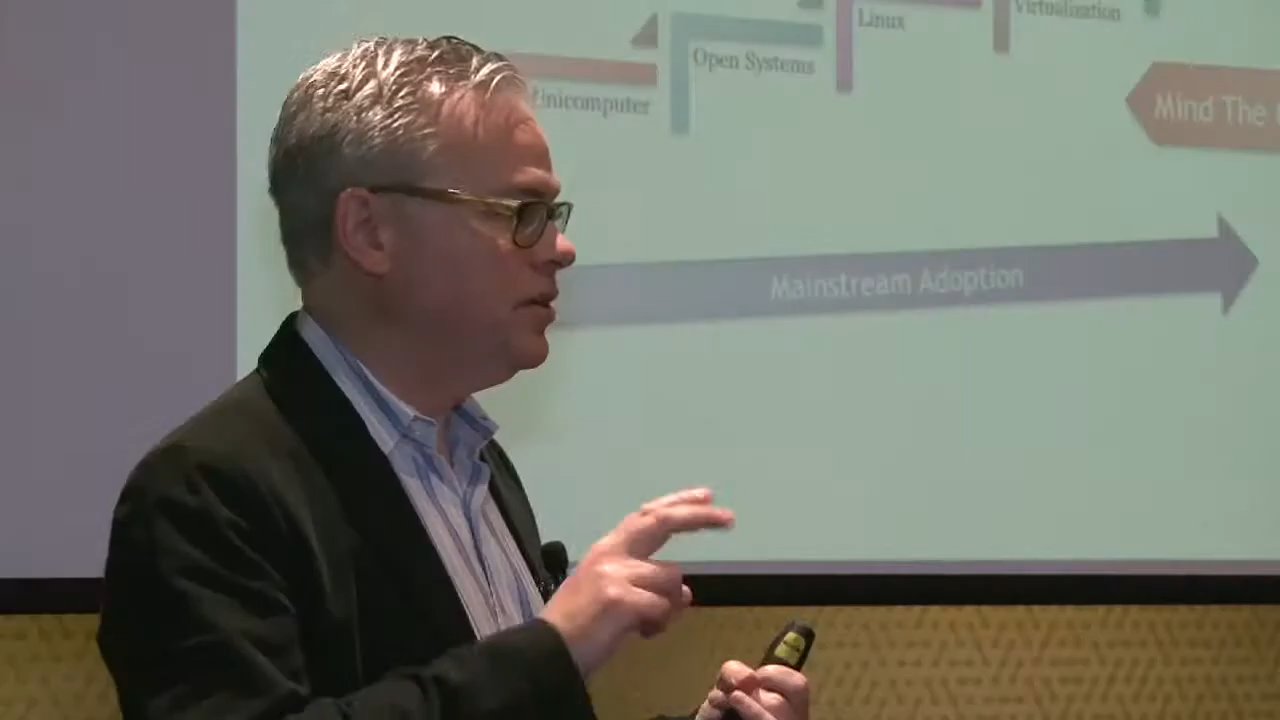 Virtualization
Linux
Open Systems
inicomputer
Mind The
Mainstream Adoption